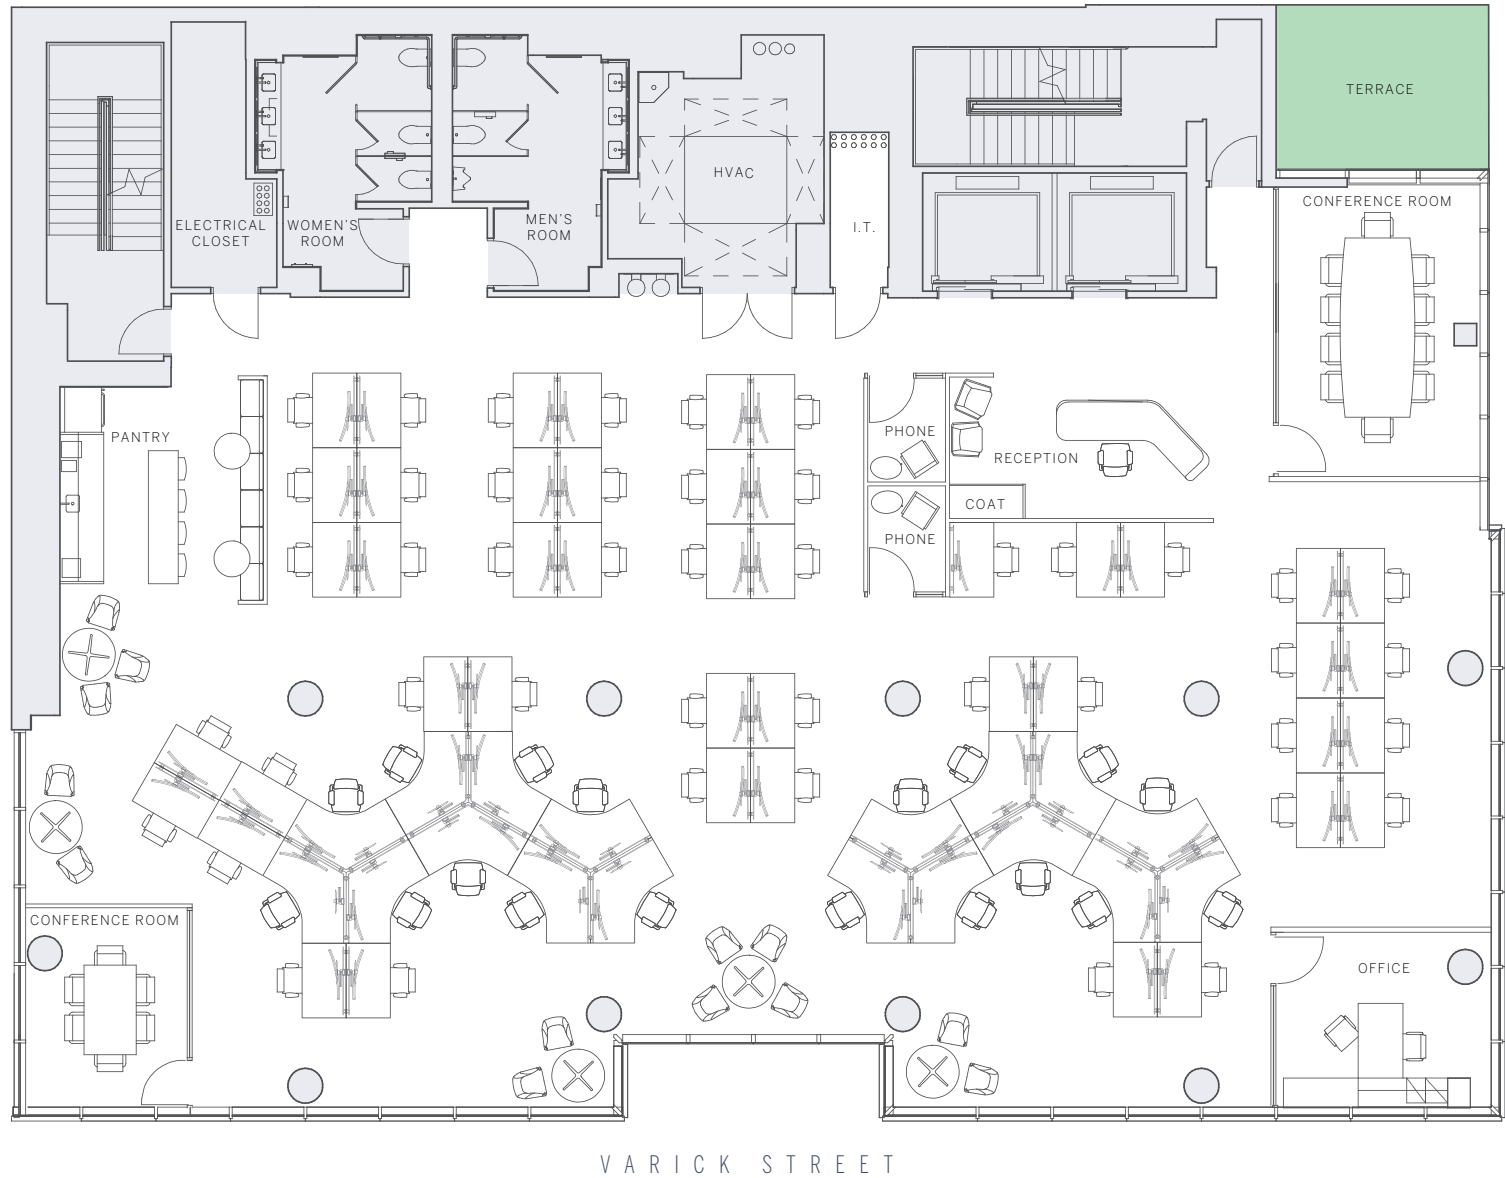 TERRACE
HVAC
CONFERENCE ROOM
ELECTRICAL
CLOSET
WOMEN'S
ROOM
MEN'S
ROOM
I.T.
PANTRY
PHONE
RECEPTION
COAT
PHONE
CONFERENCE ROOM
OFFICE
VARICK STREET